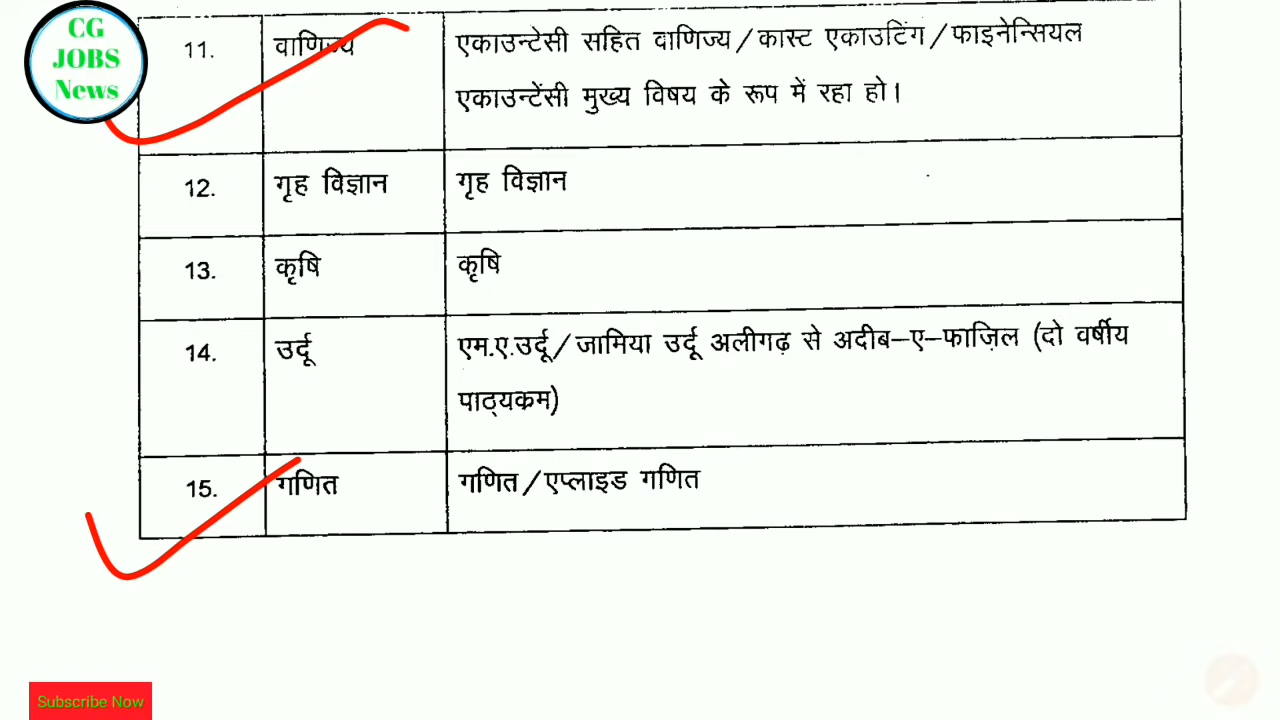 CG
JOBS
News
11. वाणिज्य एकाउन्टेसी सहित वाणिज्य/कास्ट एकाउटिंग/फाइनेन्सियल
एकाउन्टेंसी मुख्य विषय के रूप में रहा हो।
12. गृह विज्ञान गृह विज्ञान
13. कृषि कृषि
14. उर्दू एम.ए.उर्दू/जामिया उर्दू अलीगढ़ से अदीब–ए–फाज़िल (दो वर्षीय
पाठ्यक्रम)
15. गणित गणित/एप्लाइड गणित
Subscribe Now